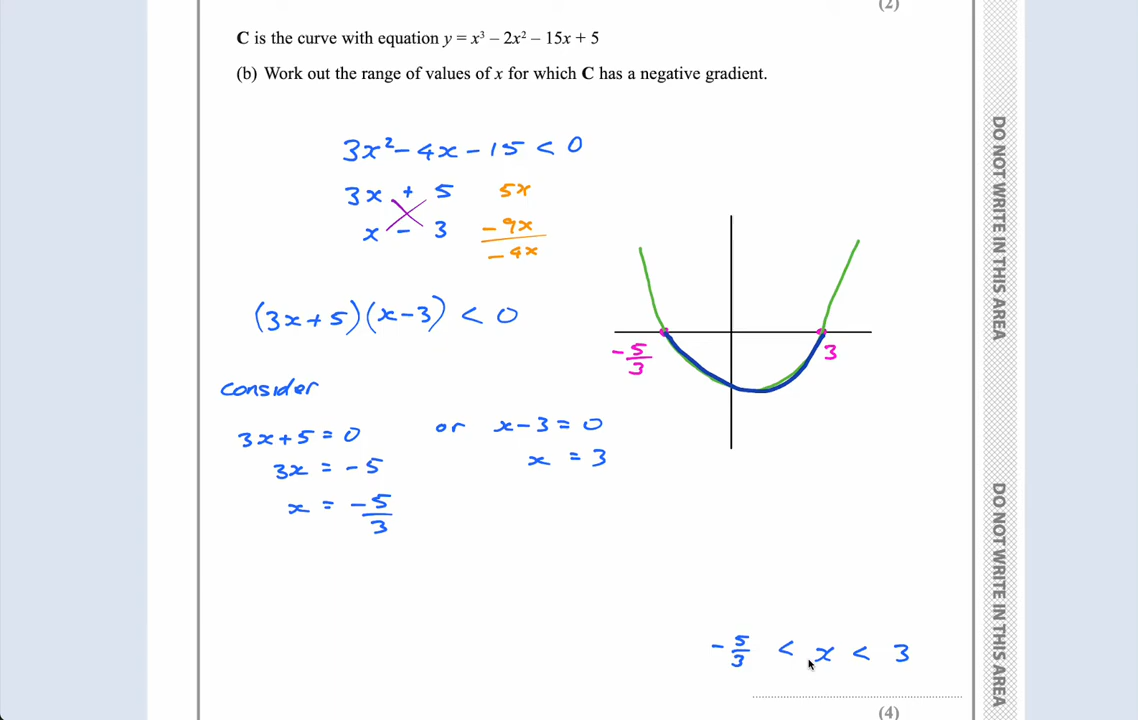 (2)
C is the curve with equation y = x³ – 2x² – 15x + 5
(b) Work out the range of values of x for which C has a negative gradient.
3x² - 4x - 15 < 0
3x + 5 5x
x - 3 - 9x
- 4x
(3x + 5)(x - 3) < 0
- 5/3 3
consider
3x + 5 = 0 or x - 3 = 0
3x = - 5 x = 3
x = - 5/3
- 5/3 < x < 3
(4)
DO NOT WRITE IN THIS AREA
DO NOT WRITE IN THIS AREA